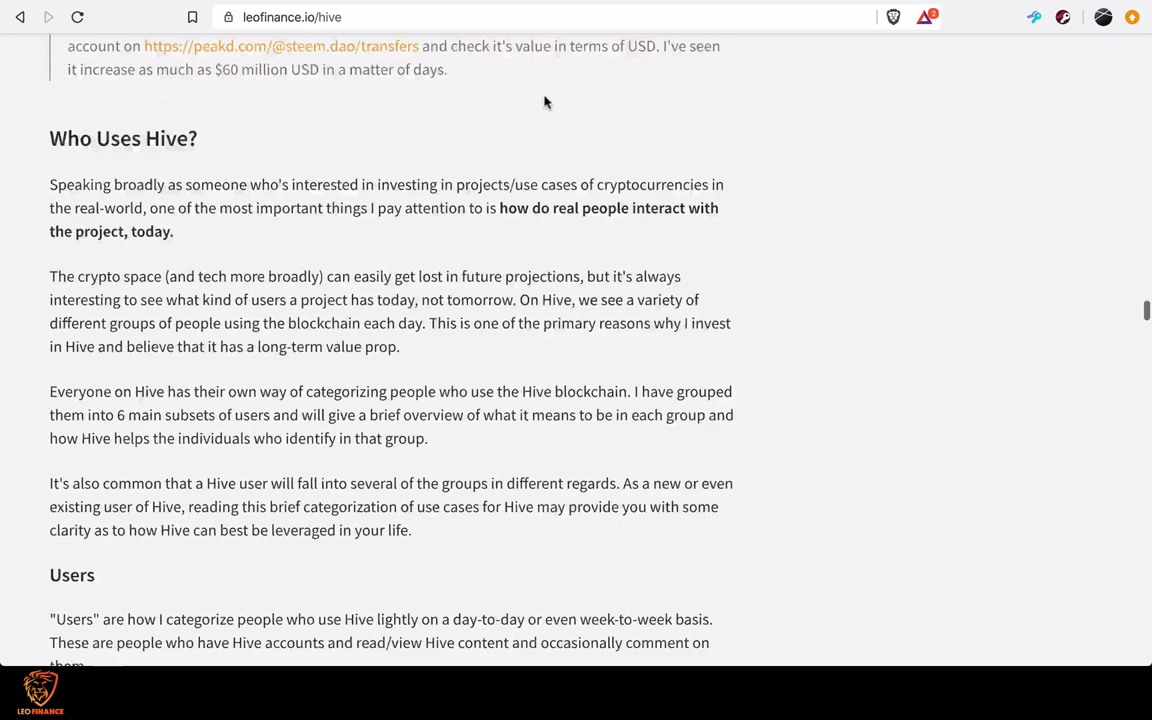 leofinance.io/hive
2
account on https://peakd.com/@steem.dao/transfers and check it's value in terms of USD. I've seen
it increase as much as $60 million USD in a matter of days.
Who Uses Hive?
Speaking broadly as someone who's interested in investing in projects/use cases of cryptocurrencies in
the real-world, one of the most important things I pay attention to is how do real people interact with
the project, today.
The crypto space (and tech more broadly) can easily get lost in future projections, but it's always
interesting to see what kind of users a project has today, not tomorrow. On Hive, we see a variety of
different groups of people using the blockchain each day. This is one of the primary reasons why I invest
in Hive and believe that it has a long-term value prop.
Everyone on Hive has their own way of categorizing people who use the Hive blockchain. I have grouped
them into 6 main subsets of users and will give a brief overview of what it means to be in each group and
how Hive helps the individuals who identify in that group.
It's also common that a Hive user will fall into several of the groups in different regards. As a new or even
existing user of Hive, reading this brief categorization of use cases for Hive may provide you with some
clarity as to how Hive can best be leveraged in your life.
Users
"Users" are how I categorize people who use Hive lightly on a day-to-day or even week-to-week basis.
These are people who have Hive accounts and read/view Hive content and occasionally comment on
them
LEOFINANCE